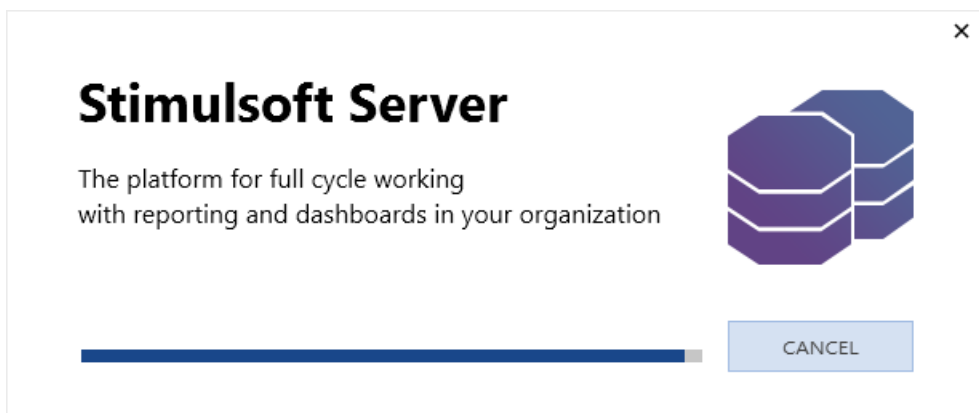 Stimulsoft Server
The platform for full cycle working
with reporting and dashboards in your organization
CANCEL